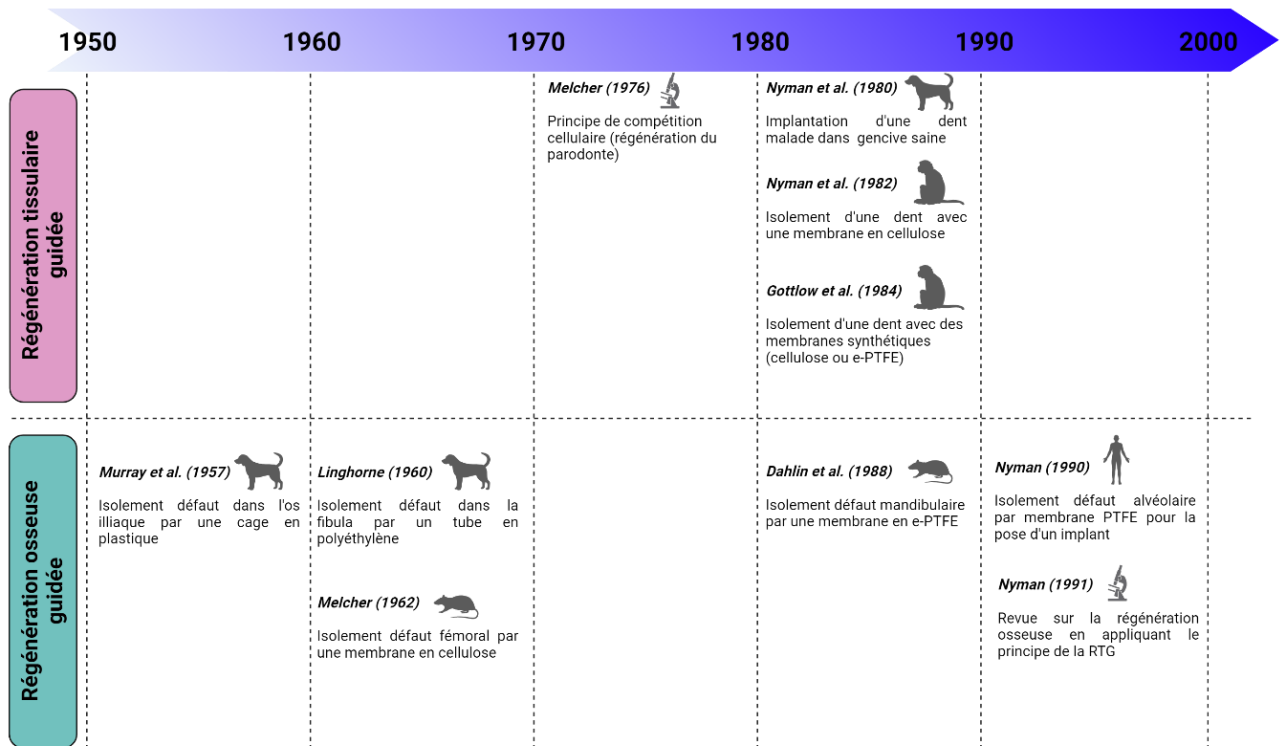 1950 1960 1970 1980 1990 2000
Régénération tissulaire
guidée
Melcher (1976)
Principe de compétition
cellulaire (régénération du
parodonte)
Nyman et al. (1980)
Implantation d'une dent
malade dans gencive saine
Nyman et al. (1982)
Isolement d'une dent avec
une membrane en cellulose
Gottlow et al. (1984)
Isolement d'une dent avec des
membranes synthétiques
(cellulose ou e-PTFE)
Régénération osseuse
guidée
Murray et al. (1957)
Isolement défaut dans l'os
illiaque par une cage en
plastique
Linghorne (1960)
Isolement défaut dans la
fibula par un tube en
polyéthylène
Melcher (1962)
Isolement défaut fémoral par
une membrane en cellulose
Dahlin et al. (1988)
Isolement défaut mandibulaire
par une membrane en e-PTFE
Nyman (1990)
Isolement défaut alvéolaire
par membrane PTFE pour la
pose d'un implant
Nyman (1991)
Revue sur la régénération
osseuse en appliquant le
principe de la RTG